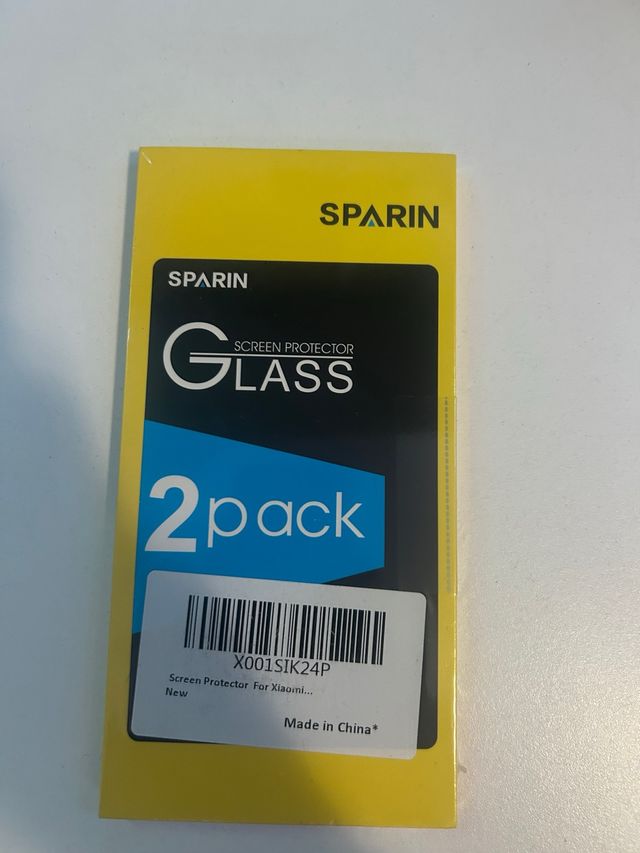 SPARIN
SPARIN
SCREEN PROTECTOR
GLASS
2pack
X001SIK24P
Screen Protector For Xiaomi...
New
Made in China*